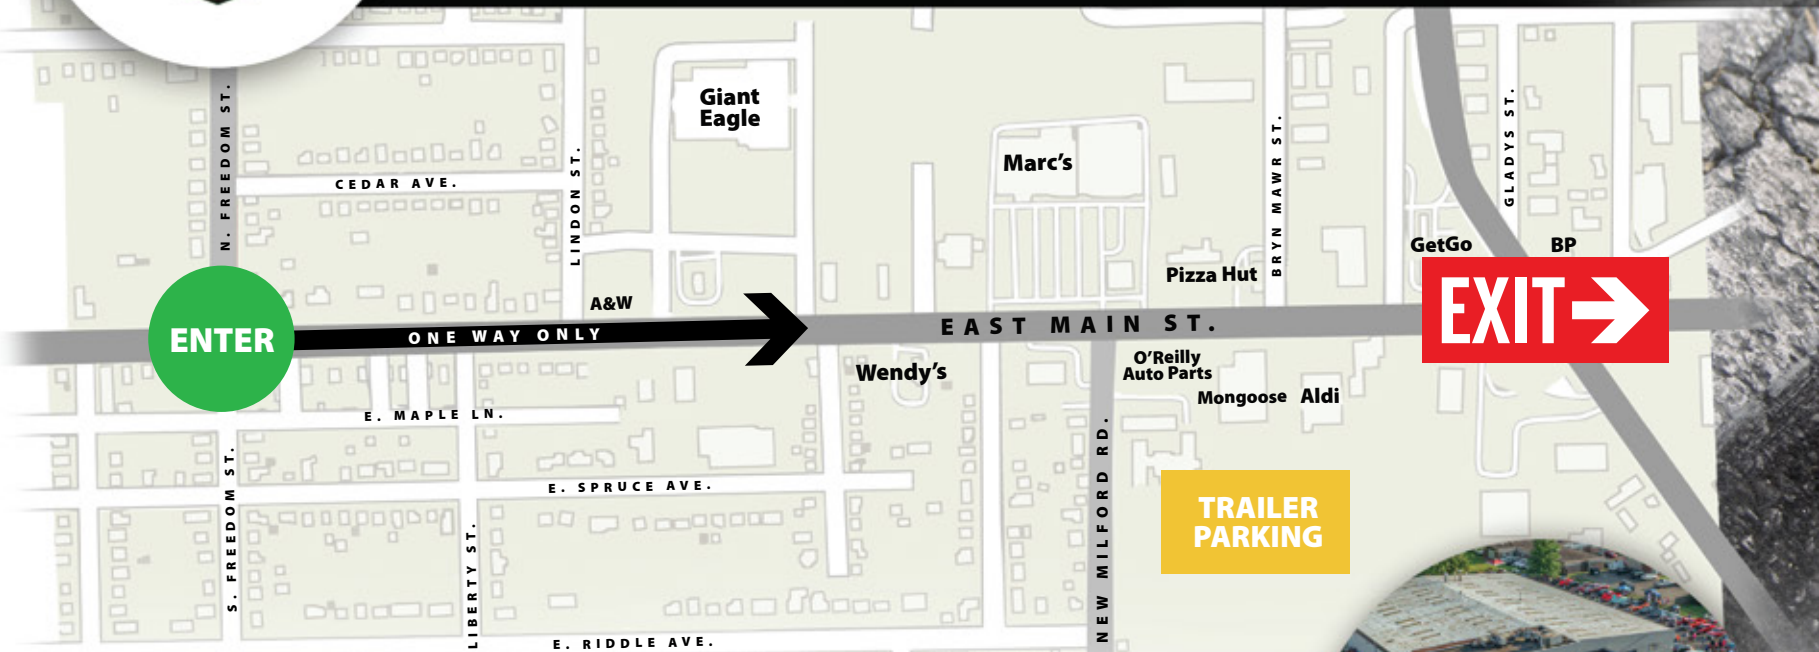 Giant
Eagle
Marc's
N. FREEDOM ST.
CEDAR AVE.
LINDON ST.
BRYN MAWR ST.
GLADYS ST.
GetGo
BP
Pizza Hut
A&W
ENTER
ONE WAY ONLY
EAST MAIN ST.
EXIT
Wendy's
O'Reilly
Auto Parts
Mongoose
Aldi
E. MAPLE LN.
S. FREEDOM ST.
E. SPRUCE AVE.
LIBERTY ST.
NEW MILFORD RD.
TRAILER
PARKING
E. RIDDLE AVE.